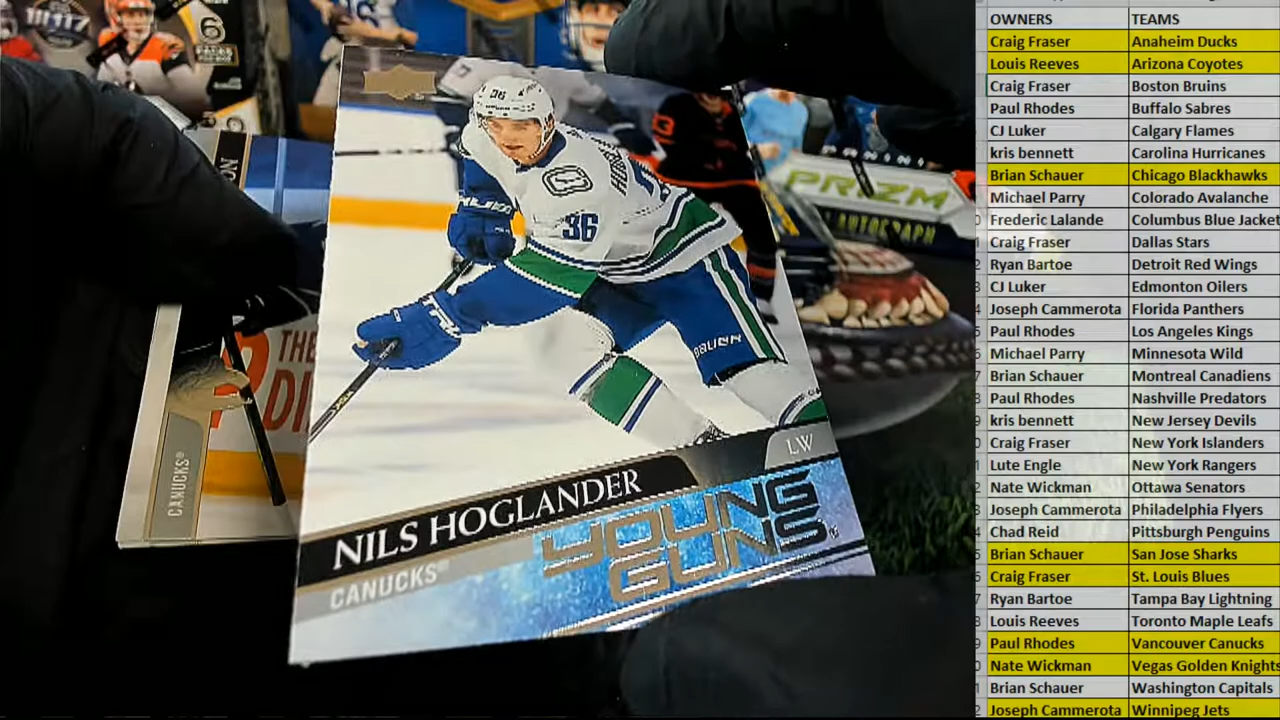 6
36
36
BAUER
LW
NILS HOGLANDER
YOUNG
GUNS
CANUCKS
CANUCKS
THE
PRIZM
AUTOGRAPH
OWNERS TEAMS
Craig Fraser Anaheim Ducks
Louis Reeves Arizona Coyotes
Craig Fraser Boston Bruins
Paul Rhodes Buffalo Sabres
CJ Luker Calgary Flames
kris bennett Carolina Hurricanes
Brian Schauer Chicago Blackhawks
Michael Parry Colorado Avalanche
Frederic Lalande Columbus Blue Jacket
Craig Fraser Dallas Stars
Ryan Bartoe Detroit Red Wings
CJ Luker Edmonton Oilers
Joseph Cammerota Florida Panthers
Paul Rhodes Los Angeles Kings
Michael Parry Minnesota Wild
Brian Schauer Montreal Canadiens
Paul Rhodes Nashville Predators
kris bennett New Jersey Devils
Craig Fraser New York Islanders
Lute Engle New York Rangers
Nate Wickman Ottawa Senators
Joseph Cammerota Philadelphia Flyers
Chad Reid Pittsburgh Penguins
Brian Schauer San Jose Sharks
Craig Fraser St. Louis Blues
Ryan Bartoe Tampa Bay Lightning
Louis Reeves Toronto Maple Leafs
Paul Rhodes Vancouver Canucks
Nate Wickman Vegas Golden Knights
Brian Schauer Washington Capitals
Joseph Cammerota Winnipeg Jets